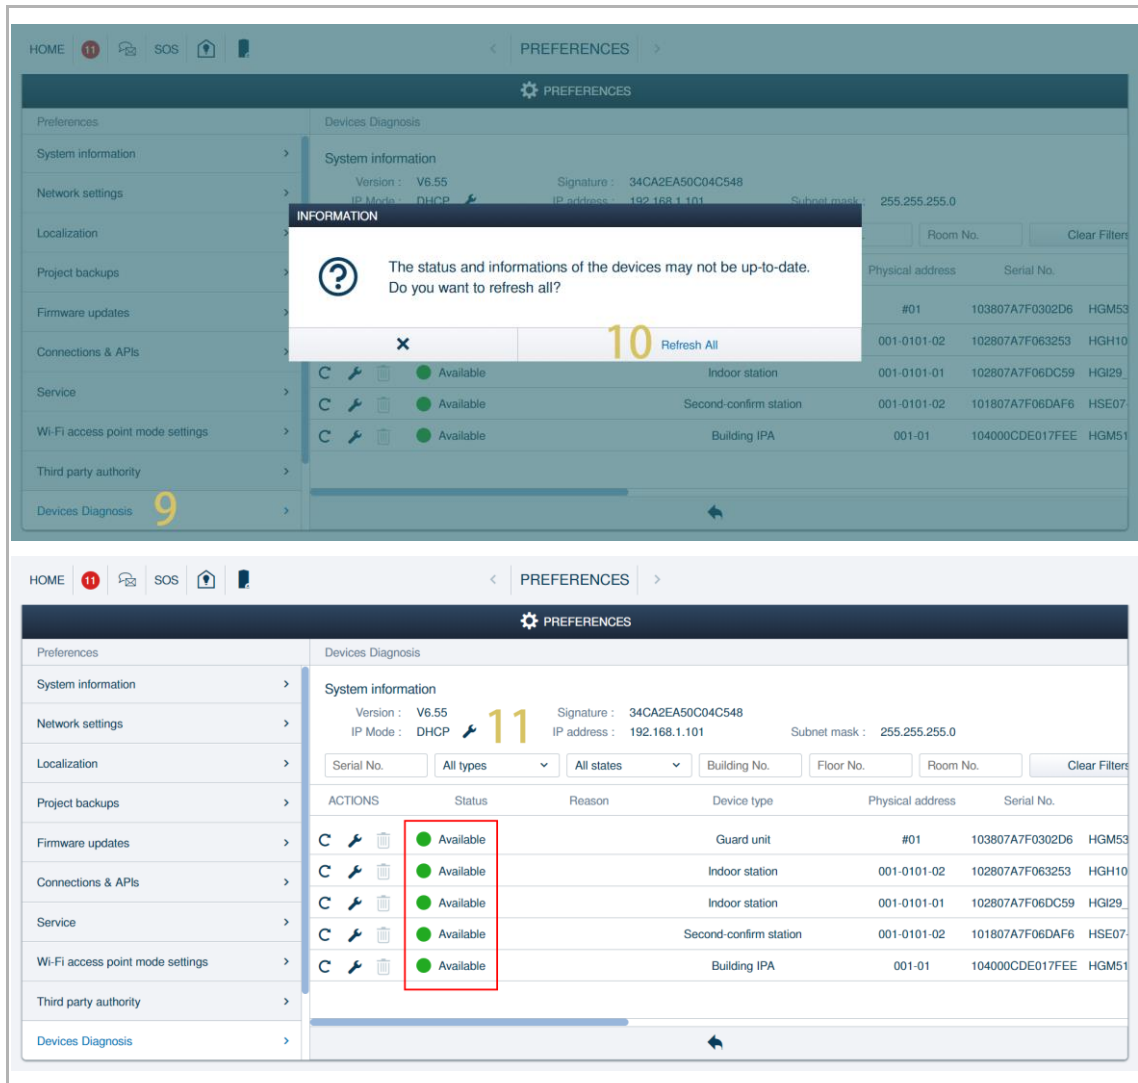 HOME 11 SOS < PREFERENCES >
PREFERENCES
Preferences Devices Diagnosis
System information >
System information
Version : V6.55 Signature : 34CA2EA50C04C548
Network settings >
IP Mode : DHCP IP address : 192.168.1.101 Subnet mask : 255.255.255.0
INFORMATION
Localization >
Room No. Clear Filters
The status and informations of the devices may not be up-to-date.
Do you want to refresh all?
Project backups >
Physical address Serial No.
Firmware updates >
#01 103807A7F0302D6 HGM53
10 Refresh All
Connections & APIs >
001-0101-02 102807A7F063253 HGH10
Available Indoor station 001-0101-01 102807A7F06DC59 HGI29_
Service >
Available Second-confirm station 001-0101-02 101807A7F06DAF6 HSE07-
Wi-Fi access point mode settings >
Available Building IPA 001-01 104000CDE017FEE HGM51
Third party authority >
Devices Diagnosis 9 >
HOME 11 SOS < PREFERENCES >
PREFERENCES
Preferences Devices Diagnosis
System information >
System information
Version : V6.55 11 Signature : 34CA2EA50C04C548
Network settings >
IP Mode : DHCP IP address : 192.168.1.101 Subnet mask : 255.255.255.0
Localization >
Serial No. All types All states Building No. Floor No. Room No. Clear Filters
Project backups >
ACTIONS Status Reason Device type Physical address Serial No.
Firmware updates >
Available Guard unit #01 103807A7F0302D6 HGM53
Connections & APIs >
Available Indoor station 001-0101-02 102807A7F063253 HGH10
Available Indoor station 001-0101-01 102807A7F06DC59 HGI29_
Service >
Available Second-confirm station 001-0101-02 101807A7F06DAF6 HSE07-
Wi-Fi access point mode settings >
Available Building IPA 001-01 104000CDE017FEE HGM51
Third party authority >
Devices Diagnosis >